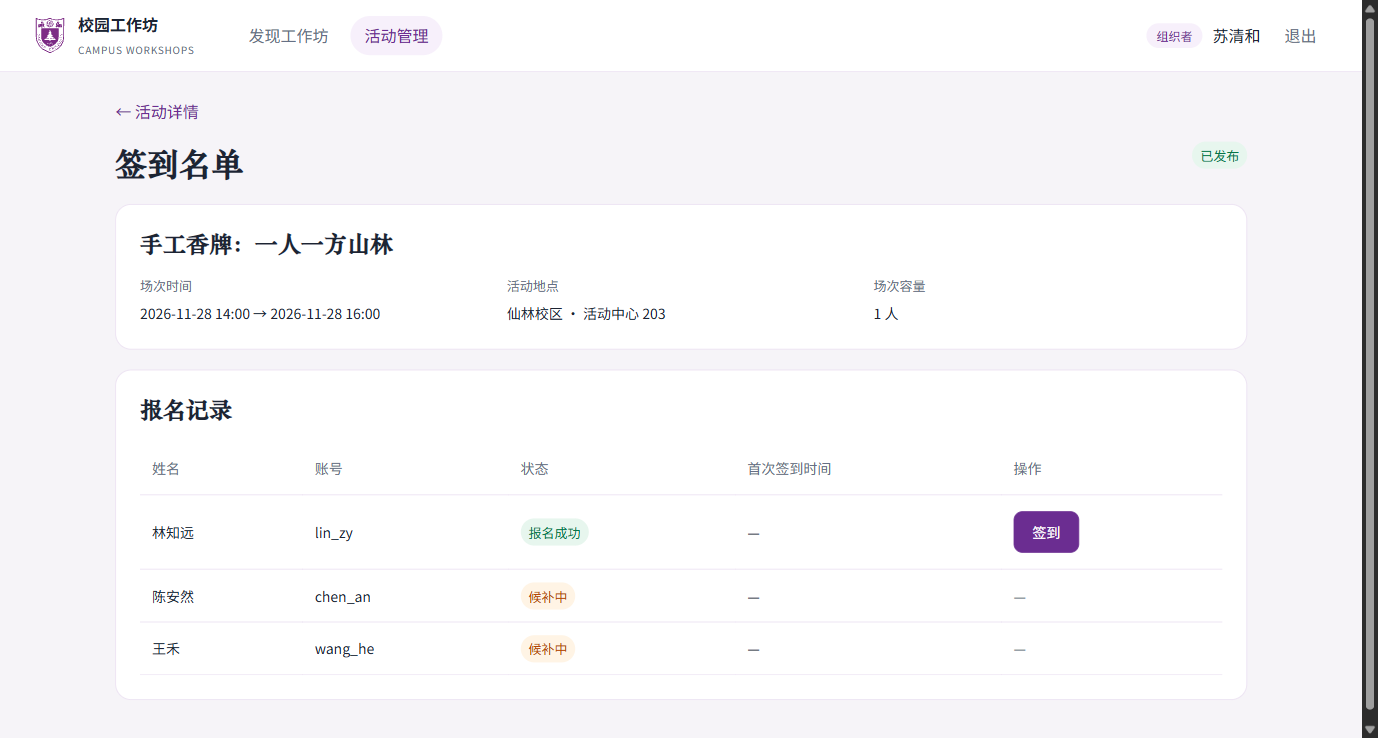 校园工作坊
CAMPUS WORKSHOPS
发现工作坊 活动管理 组织者 苏清和 退出
← 活动详情
签到名单 已发布
手工香牌：一人一方山林
场次时间 活动地点 场次容量
2026-11-28 14:00 → 2026-11-28 16:00 仙林校区 · 活动中心 203 1 人
报名记录
姓名 账号 状态 首次签到时间 操作
林知远 lin_zy 报名成功 — 签到
陈安然 chen_an 候补中 — —
王禾 wang_he 候补中 — —